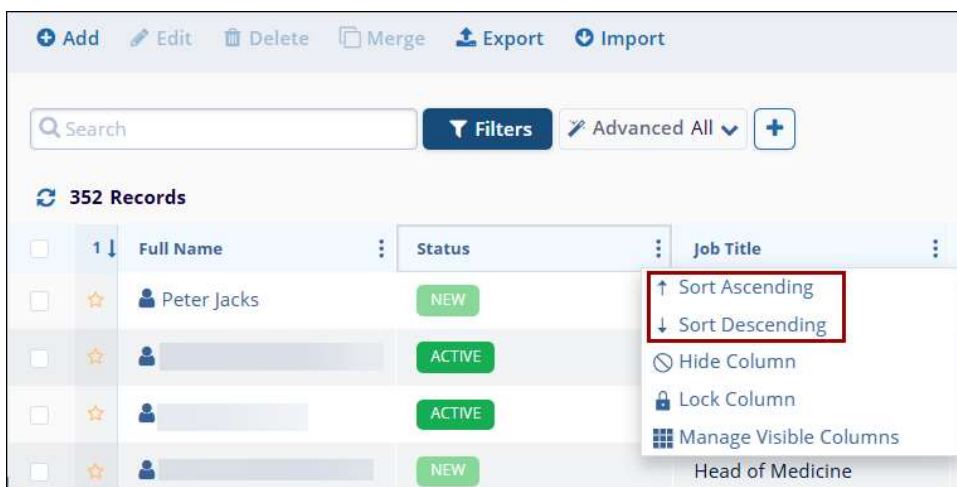 Add Edit Delete Merge Export Import
Search Filters Advanced All +
352 Records
1 Full Name Status Job Title
Peter Jacks NEW
Sort Ascending
Sort Descending
ACTIVE
Hide Column
Lock Column
ACTIVE
Manage Visible Columns
NEW Head of Medicine